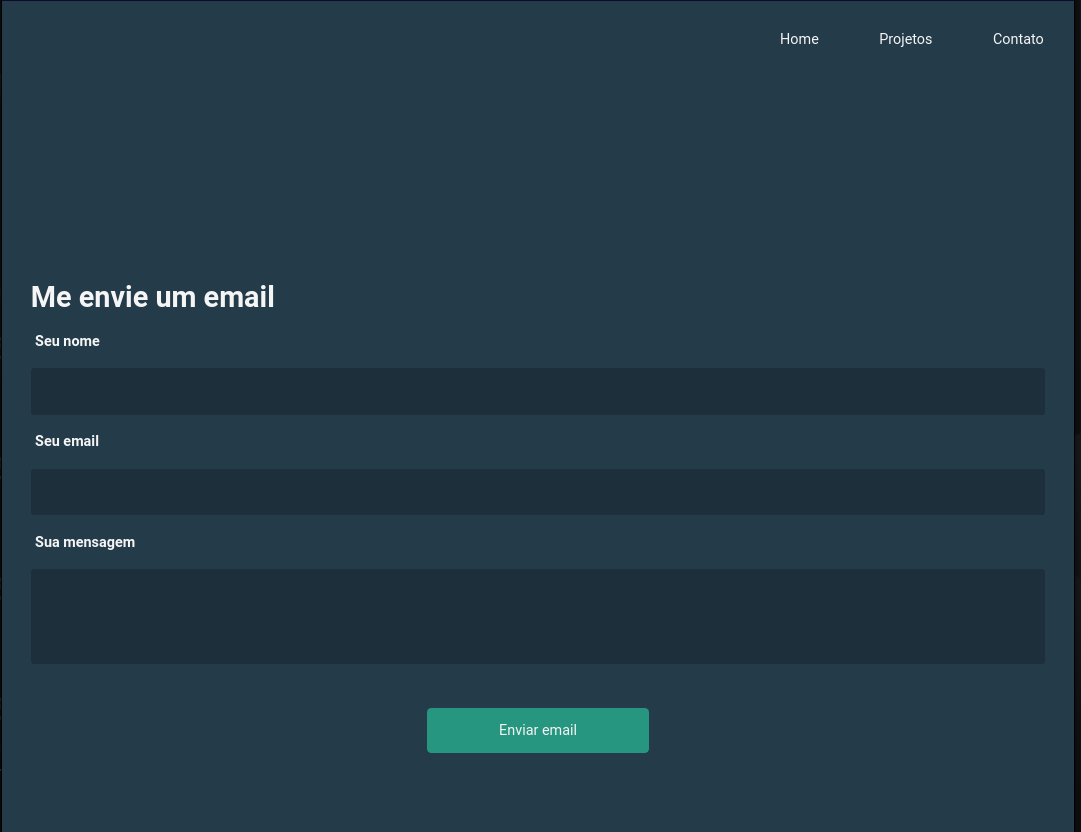 Home Projetos Contato
Me envie um email
Seu nome
Seu email
Sua mensagem
Enviar email